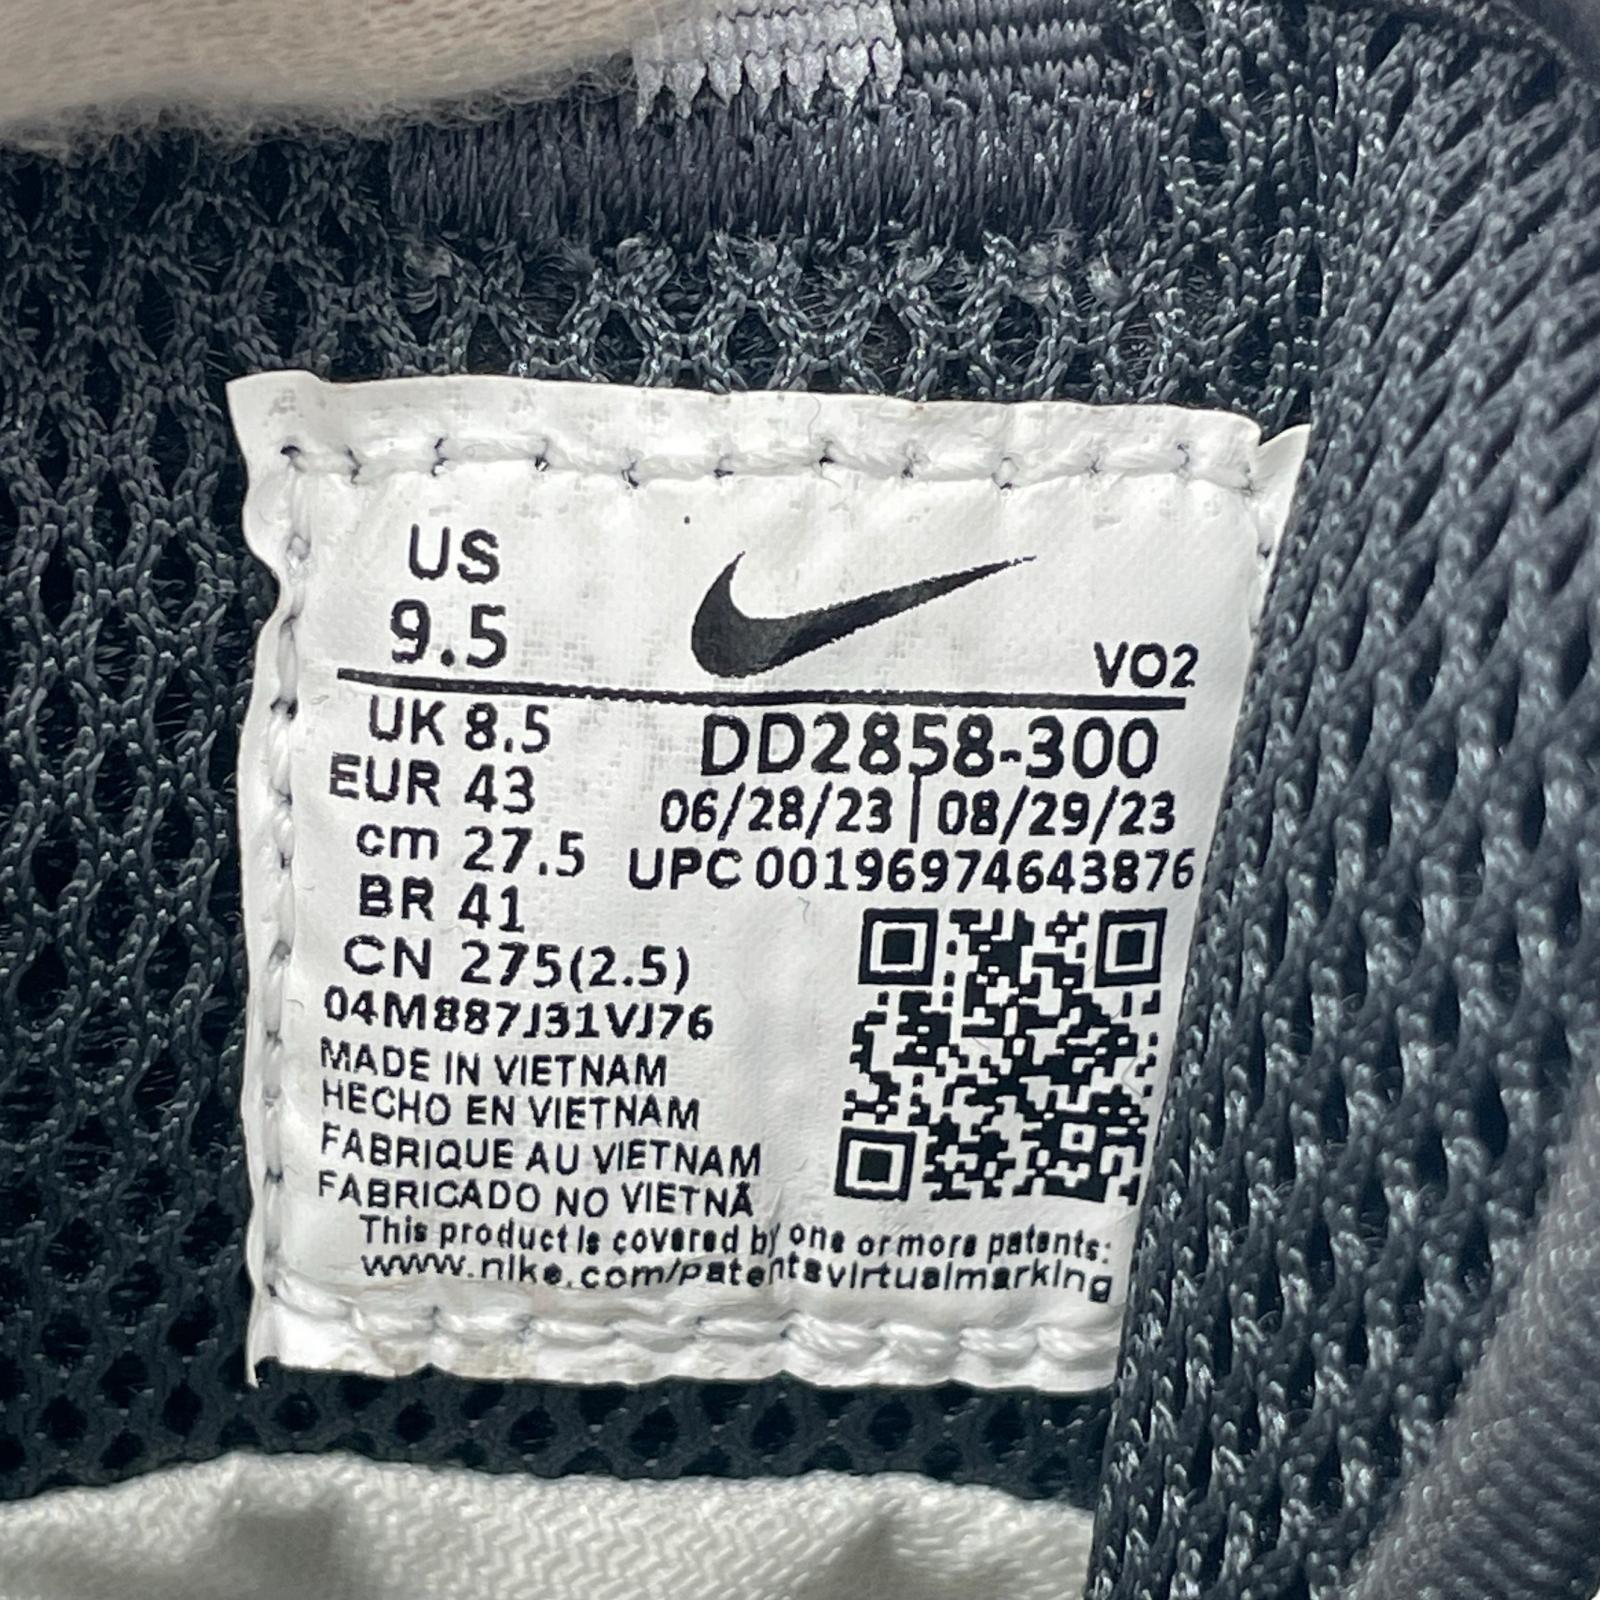 US
9.5
VO2
UK 8.5
EUR 43
cm 27.5
BR 41
CN 275(2.5)
04M887J31VJ76
DD2858-300
06/28/23|08/29/23
UPC 00196974643876
MADE IN VIETNAM
HECHO EN VIETNAM
FABRIQUE AU VIETNAM
FABRICADO NO VIETNÃ
This product is covered by one or more patents:
www.nike.com/patentsvirtualmarking